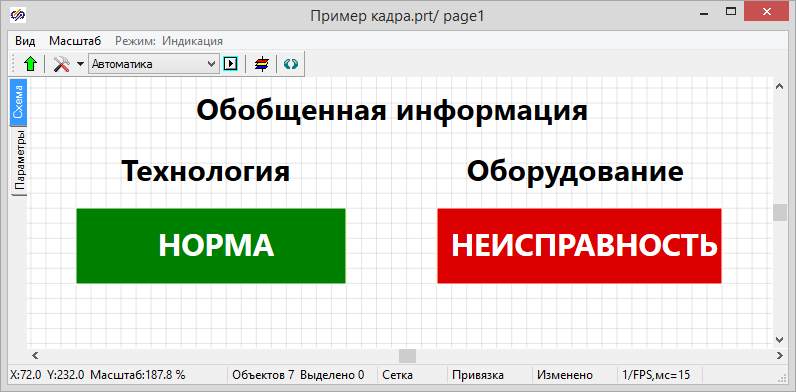 Пример кадра.prt/ page1
Вид Масштаб Режим: Индикация
Автоматика
Схема
Параметры
Обобщенная информация
Технология Оборудование
НОРМА НЕИСПРАВНОСТЬ
X:72.0 Y:232.0 Масштаб:187.8 % Объектов 7 Выделено 0 Сетка Привязка Изменено 1/FPS,мс=15